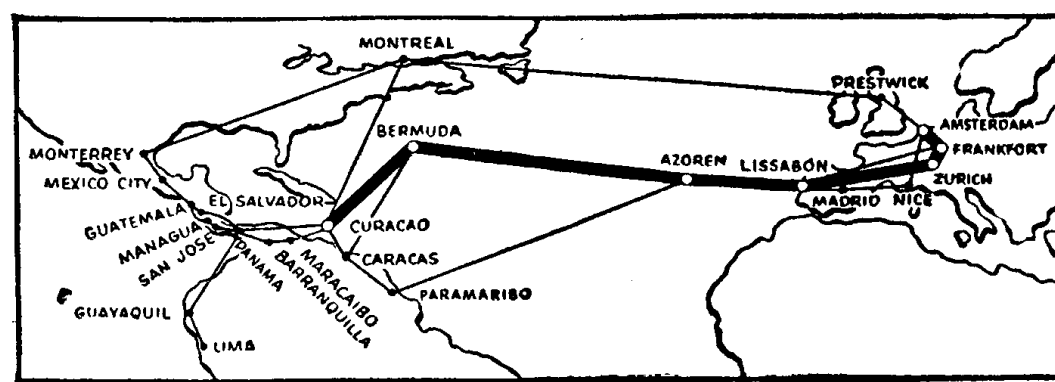 MONTREAL
PRESTWICK
BERMUDA
AMSTERDAM
MONTERREY
FRANKFORT
AZOREN
LISSABON
MEXICO CITY
ZURICH
EL SALVADOR
MADRID
NICE
GUATEMALA
CURACAO
MANAGUA
SAN JOSE
PANAMA
CARACAS
MARACAIBO
BARRANQUILLA
PARAMARIBO
GUAYAQUIL
LIMA